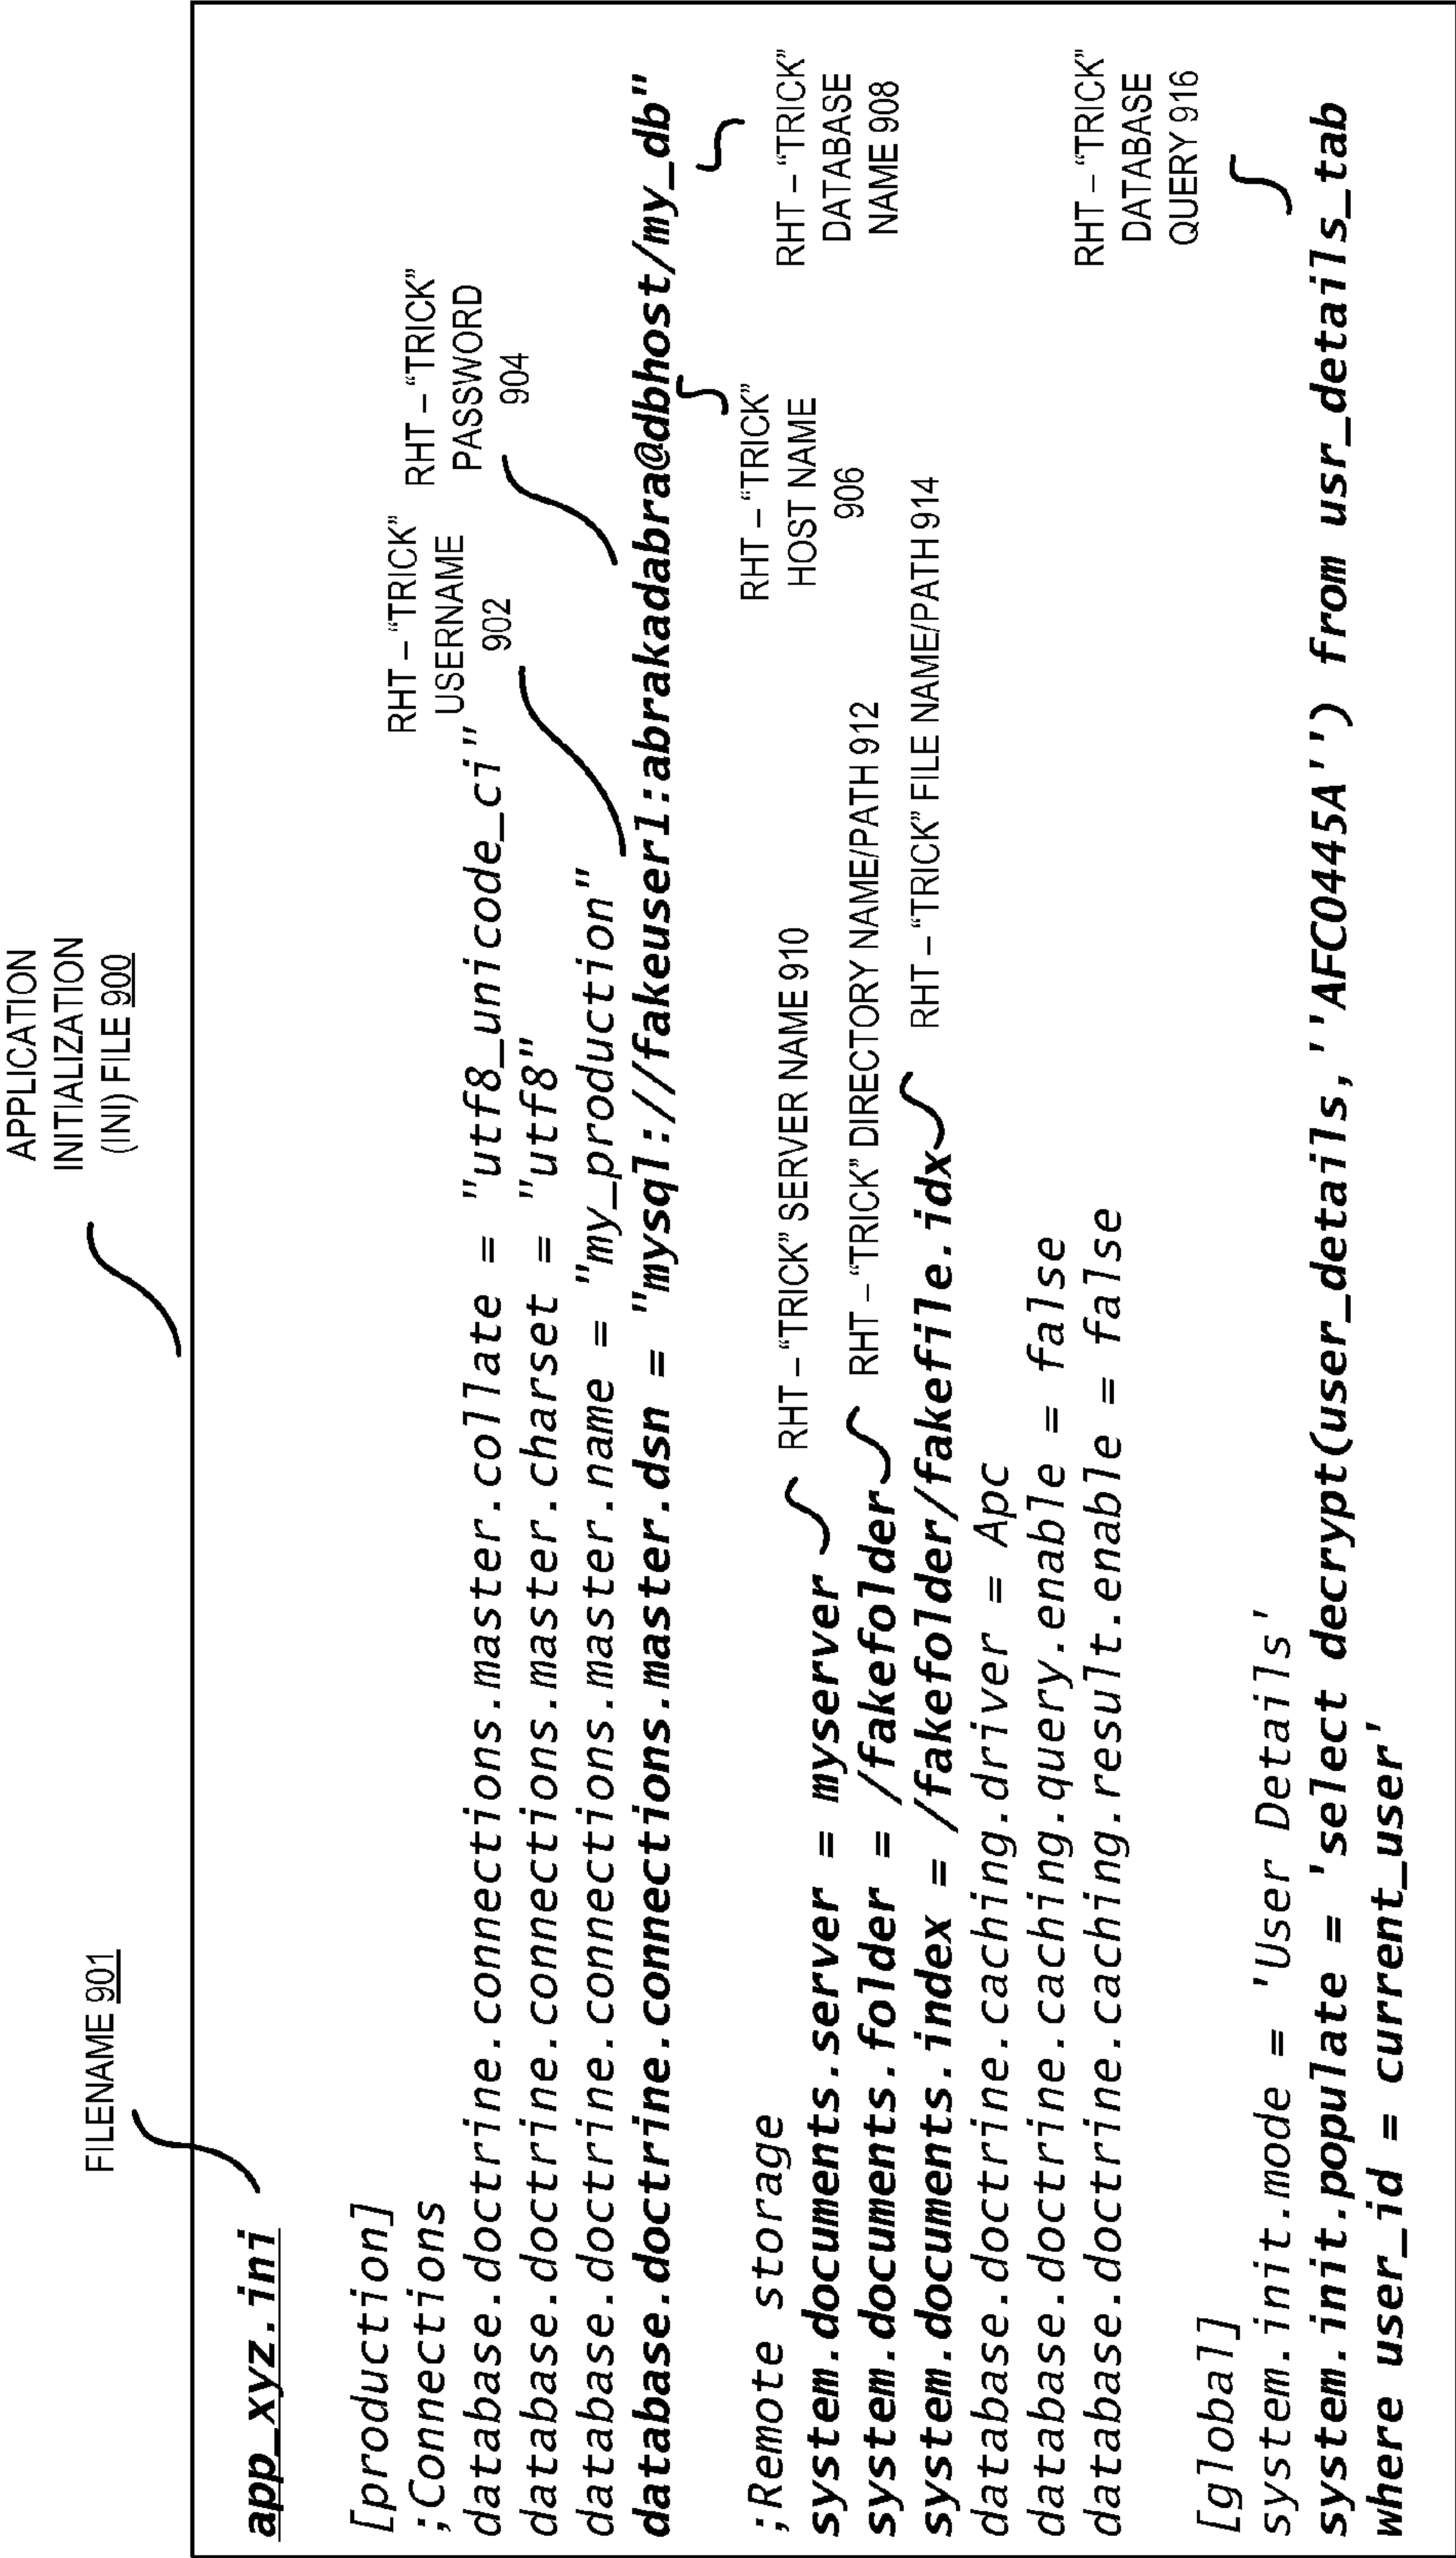 APPLICATION
INITIALIZATION
(INI) FILE 900
FILENAME 901
app_xyz.ini
[production]
;Connections
RHT – “TRICK”
USERNAME
902
RHT – “TRICK”
PASSWORD
904
database.doctrine.connections.master.collate = "utf8_unicode_ci"
database.doctrine.connections.master.charset = "utf8"
database.doctrine.connections.master.name = "my_production"
database.doctrine.connections.master.dsn = "mysql://fakeuser1:abrakadabra@dbhost/my_db"
RHT – “TRICK”
HOST NAME
906
RHT – “TRICK”
DATABASE
NAME 908
;Remote storage
RHT – “TRICK” SERVER NAME 910
system.documents.server = myserver
RHT – “TRICK” DIRECTORY NAME/PATH 912
system.documents.folder = /fakefolder
RHT – “TRICK” FILE NAME/PATH 914
system.documents.index = /fakefolder/fakefile.idx
database.doctrine.caching.driver = Apc
database.doctrine.caching.query.enable = false
database.doctrine.caching.result.enable = false
RHT – “TRICK”
DATABASE
QUERY 916
[global]
system.init.mode = 'User Details'
system.init.populate = 'select decrypt(user_details,''AFC0445A'') from usr_details_tab
where user_id = current_user'